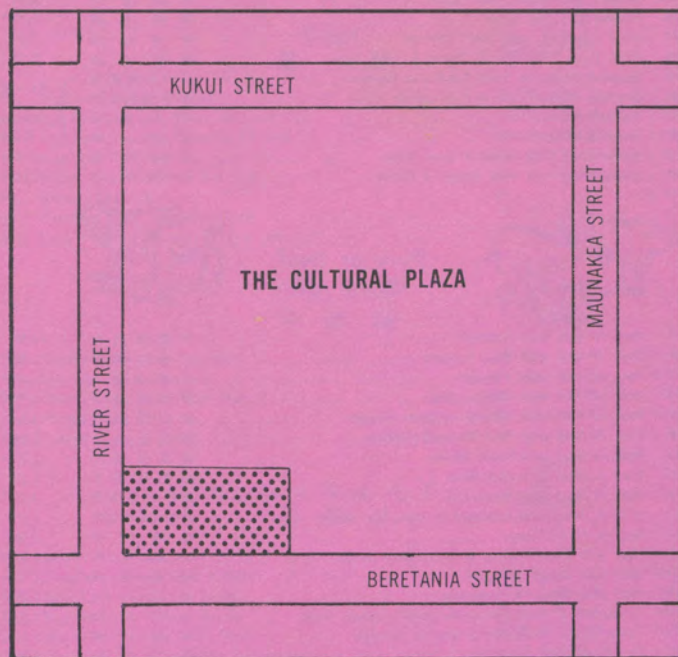 KUKUI STREET
MAUNAKEA STREET
THE CULTURAL PLAZA
RIVER STREET
BERETANIA STREET